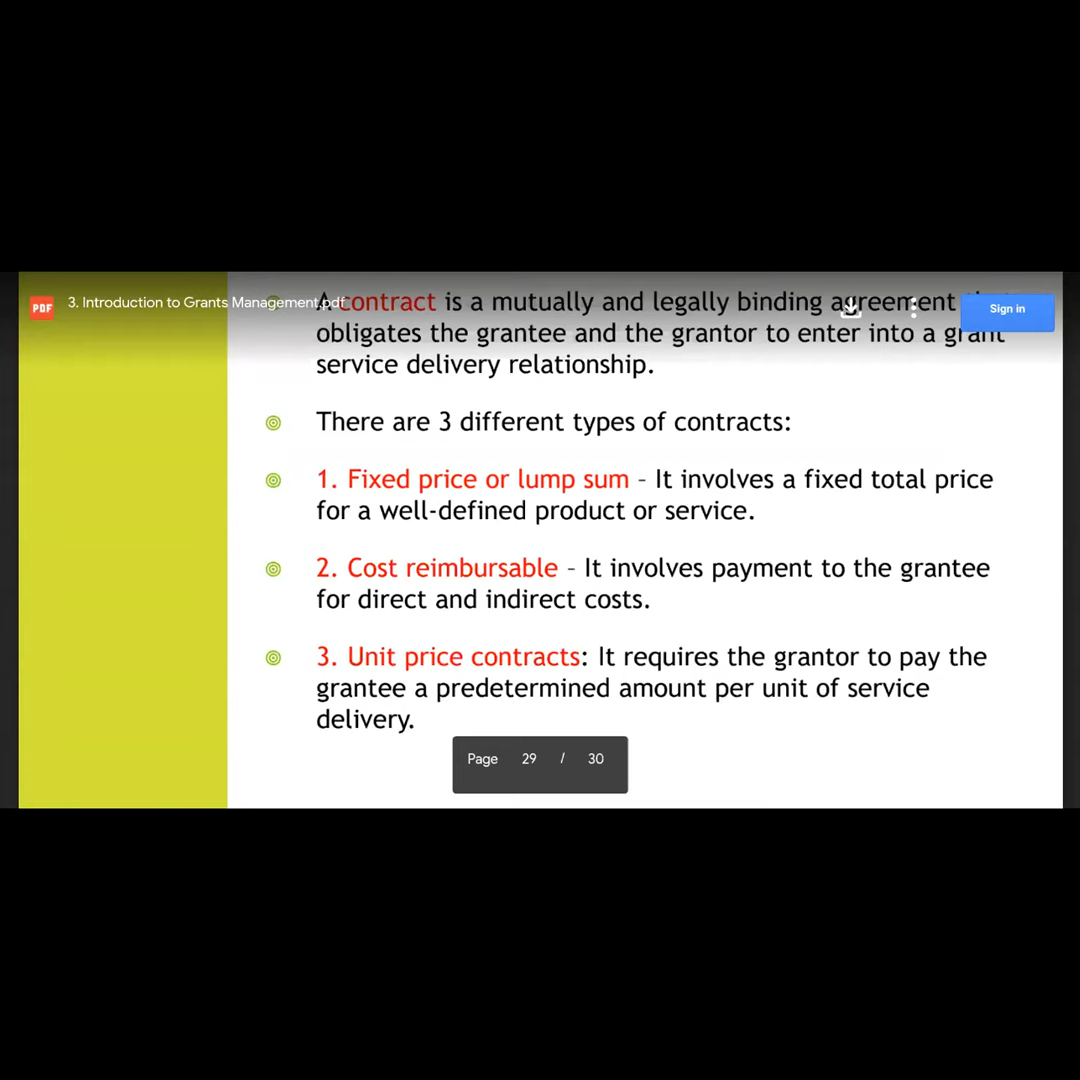 PDF
3. Introduction to Grants Management.pdf
Sign in
A contract is a mutually and legally binding agreement
obligates the grantee and the grantor to enter into a grant
service delivery relationship.
There are 3 different types of contracts:
1. Fixed price or lump sum – It involves a fixed total price
for a well-defined product or service.
2. Cost reimbursable – It involves payment to the grantee
for direct and indirect costs.
3. Unit price contracts: It requires the grantor to pay the
grantee a predetermined amount per unit of service
delivery.
Page 29 / 30